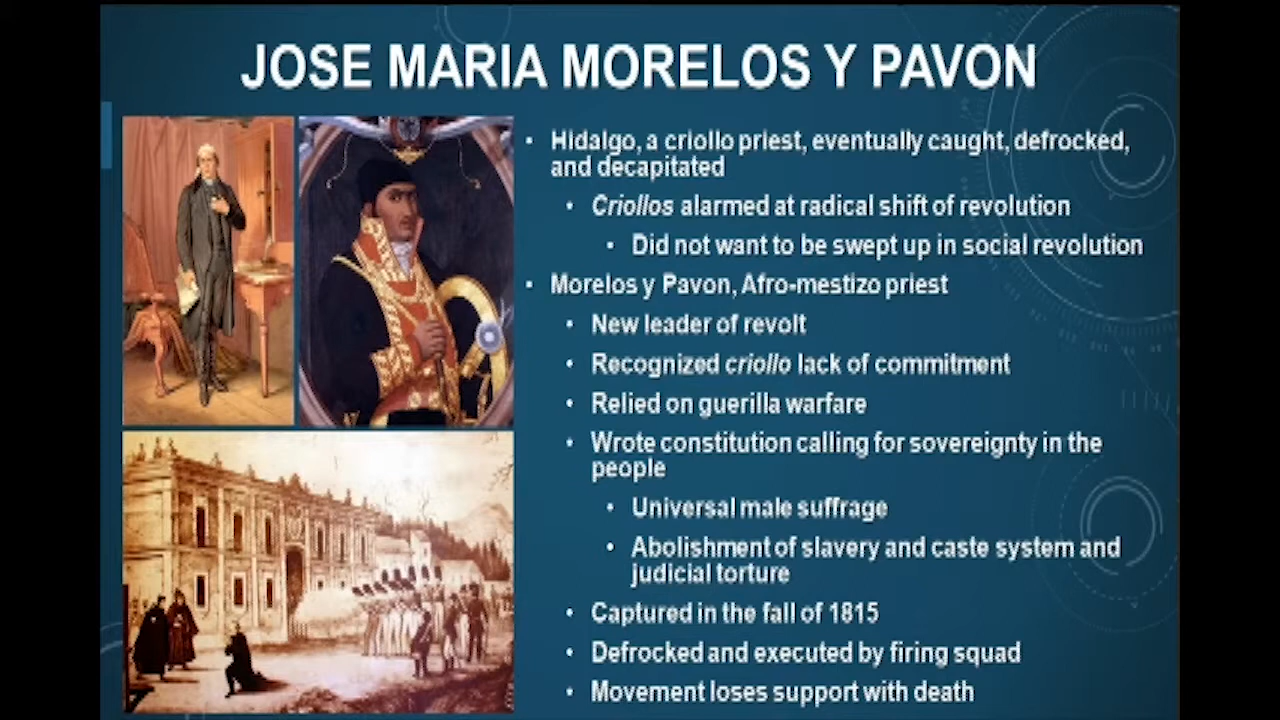 JOSE MARIA MORELOS Y PAVON
• Hidalgo, a criollo priest, eventually caught, defrocked,
and decapitated
• Criollos alarmed at radical shift of revolution
• Did not want to be swept up in social revolution
• Morelos y Pavon, Afro-mestizo priest
• New leader of revolt
• Recognized criollo lack of commitment
• Relied on guerilla warfare
• Wrote constitution calling for sovereignty in the
people
• Universal male suffrage
• Abolishment of slavery and caste system and
judicial torture
• Captured in the fall of 1815
• Defrocked and executed by firing squad
• Movement loses support with death